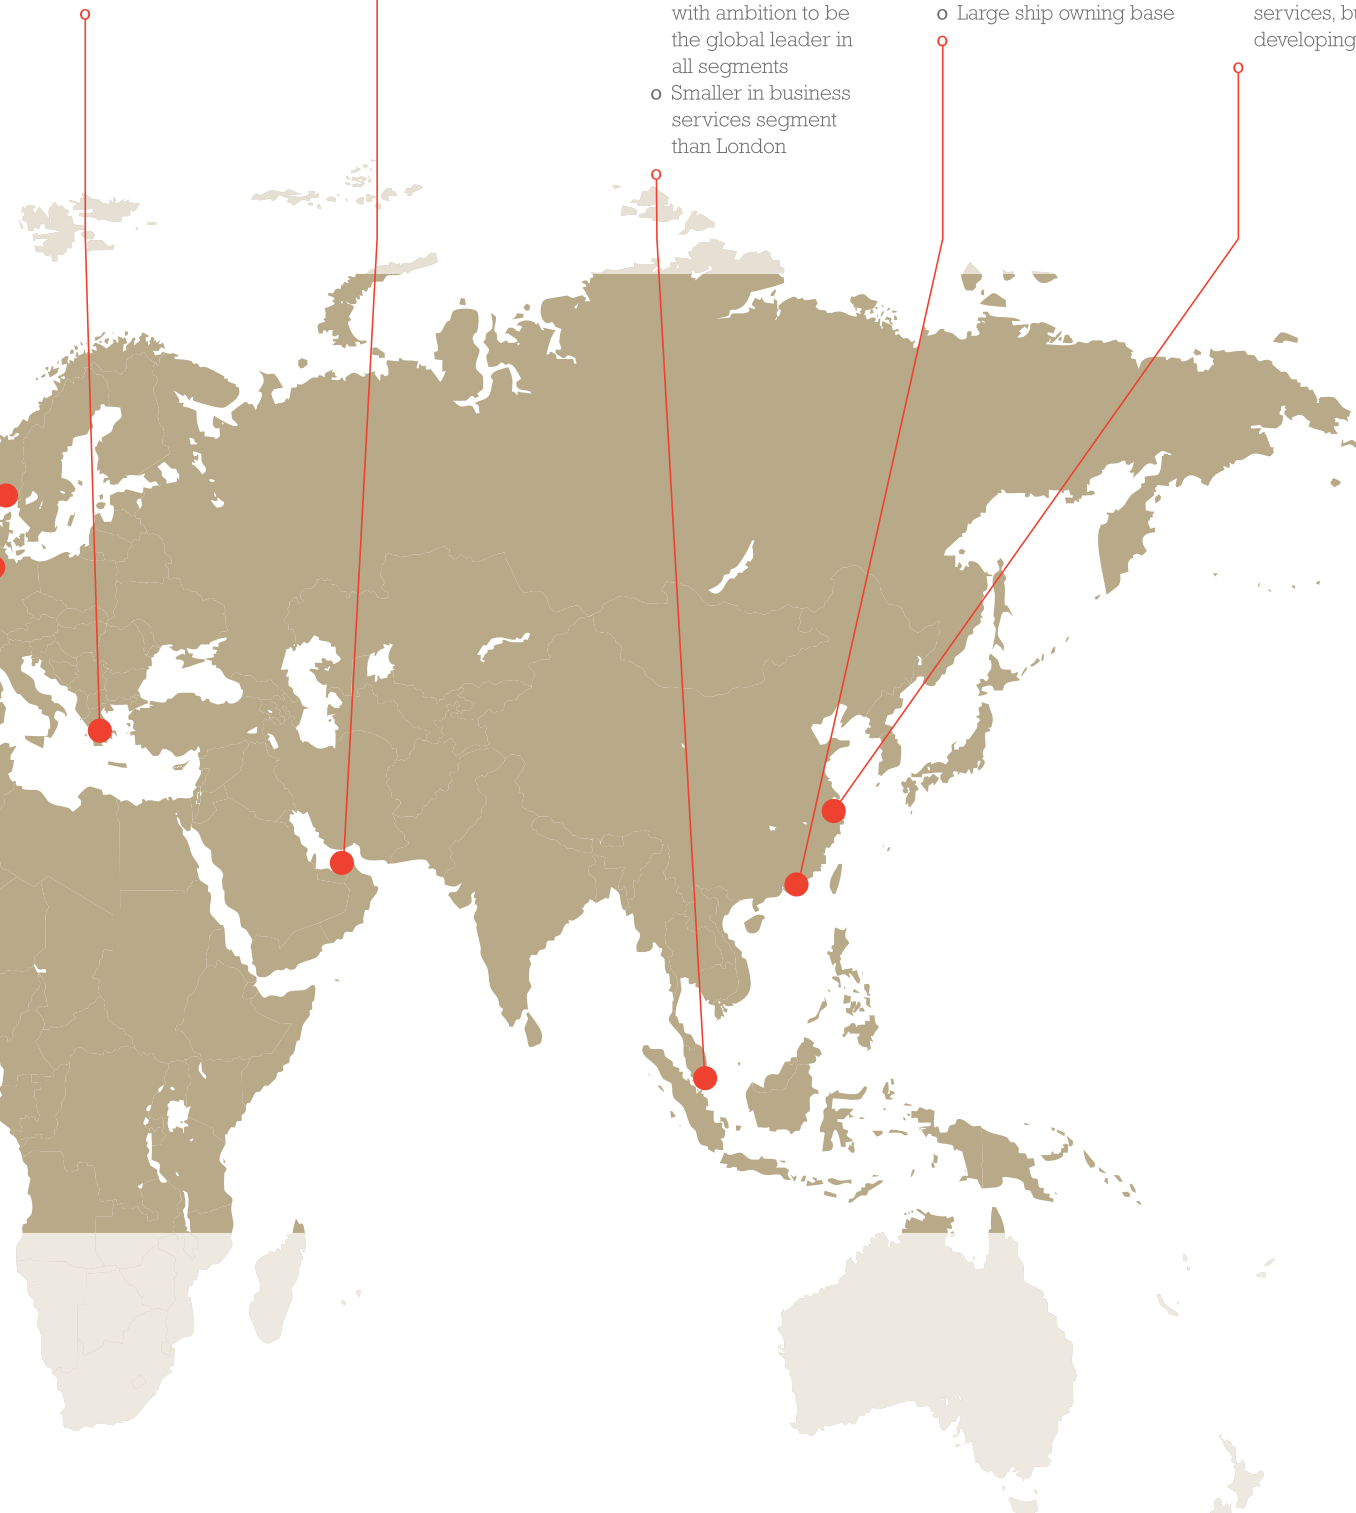 with ambition to be
the global leader in
all segments
o Smaller in business
services segment
than London
o Large ship owning base
services,
developing